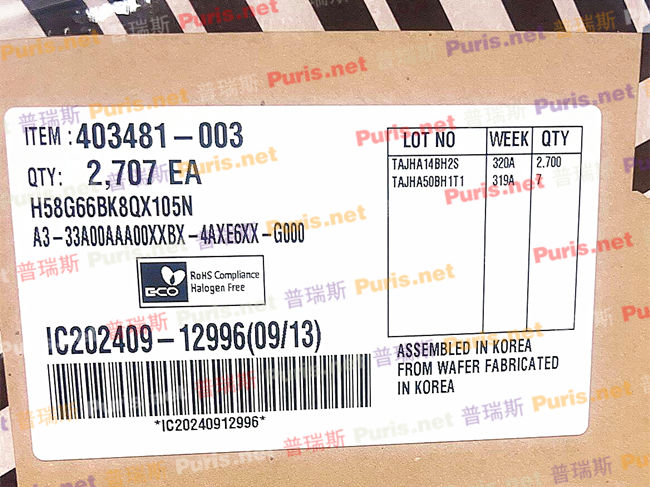 ITEM : 403481-003
QTY: 2,707 EA
H58G66BK8QX105N
A3-33A00AAA00XXBX-4AXE6XX-G000
ECO
RoHS Compliance
Halogen Free
IC202409-12996(09/13)
*IC20240912996*
LOT NO WEEK QTY
TAJHA14BH2S 320A 2.700
TAJHA50BH1T1 319A 7
ASSEMBLED IN KOREA
FROM WAFER FABRICATED
IN KOREA
普瑞斯 Puris.net